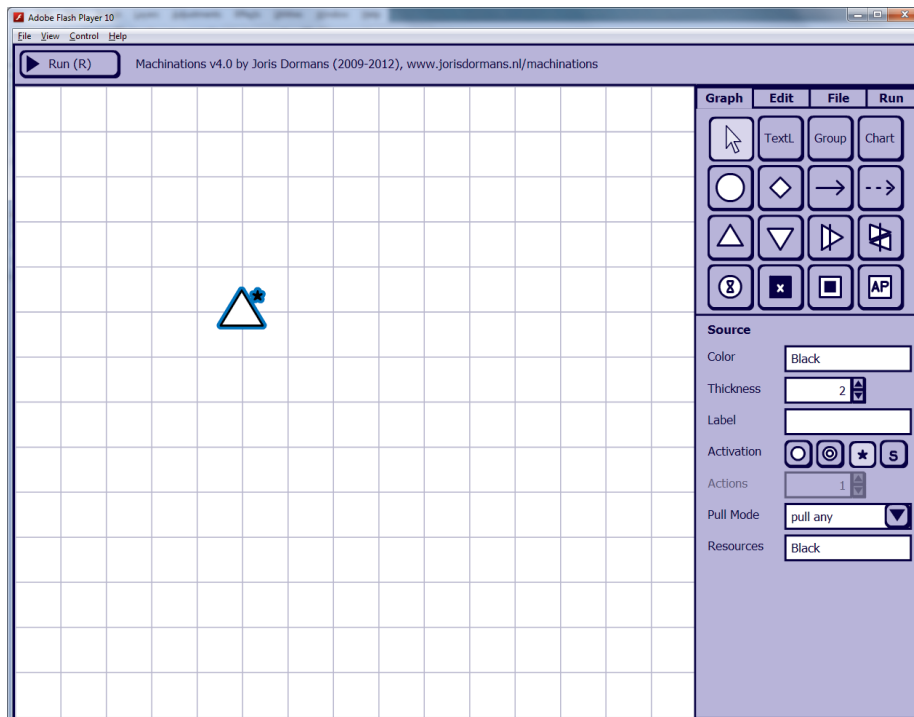 Adobe Flash Player 10
File View Control Help
Run (R)
Machinations v4.0 by Joris Dormans (2009-2012), www.jorisdormans.nl/machinations
Graph Edit File Run
TextL Group Chart
x AP
Source
Color Black
Thickness 2
Label
Activation S
Actions 1
Pull Mode pull any
Resources Black